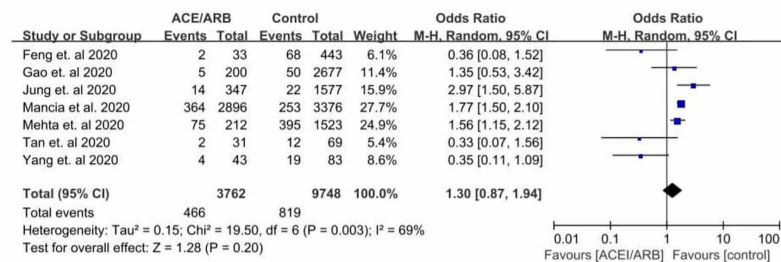 ACE/ARB Control Odds Ratio Odds Ratio
Study or Subgroup Events Total Events Total Weight M-H, Random, 95% CI M-H, Random, 95% CI
Feng et. al 2020 2 33 68 443 6.1% 0.36 [0.08, 1.52]
Gao et. al 2020 5 200 50 2677 11.4% 1.35 [0.53, 3.42]
Jung et. al 2020 14 347 22 1577 15.9% 2.97 [1.50, 5.87]
Mancia et al. 2020 364 2896 253 3376 27.7% 1.77 [1.50, 2.10]
Mehta et al. 2020 75 212 395 1523 24.9% 1.56 [1.15, 2.12]
Tan et. al 2020 2 31 12 69 5.4% 0.33 [0.07, 1.56]
Yang et. al 2020 4 43 19 83 8.6% 0.35 [0.11, 1.09]
Total (95% CI) 3762 9748 100.0% 1.30 [0.87, 1.94]
Total events 466 819
Heterogeneity: Tau² = 0.15; Chi² = 19.50, df = 6 (P = 0.003); I² = 69%
Test for overall effect: Z = 1.28 (P = 0.20)
0.01 0.1 1 10 100
Favours [ACEI/ARB] Favours [control]